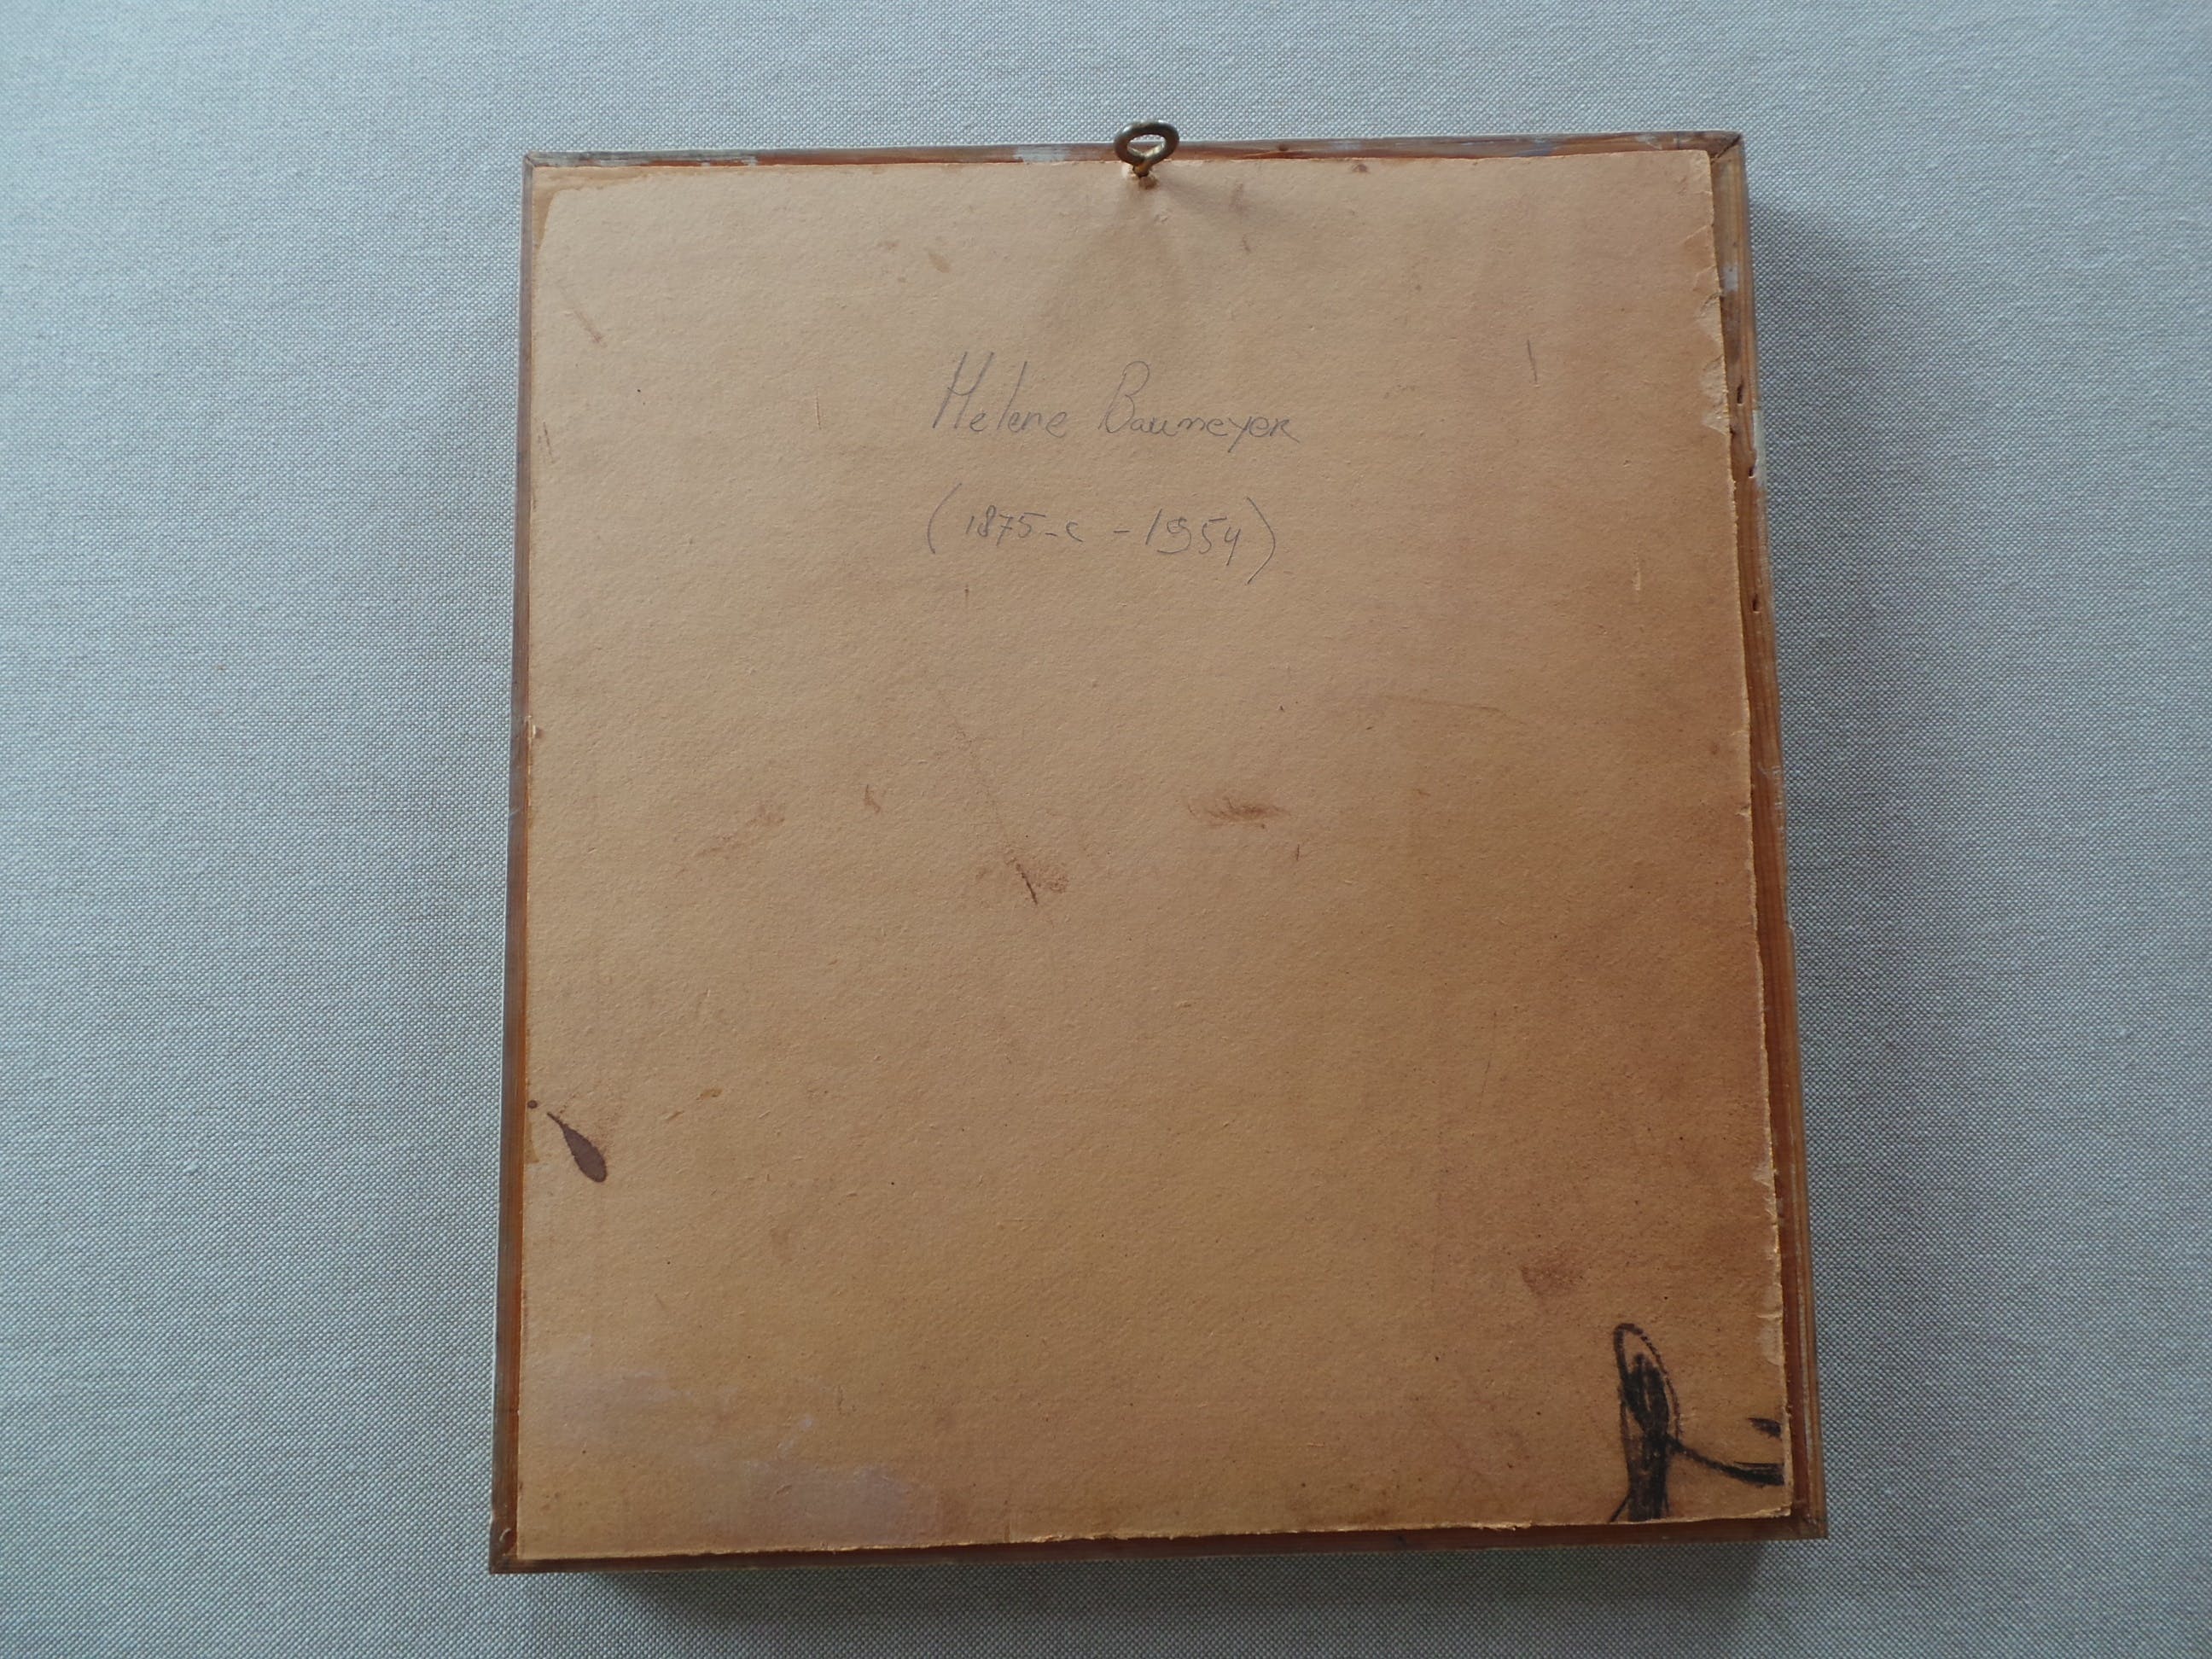 Helene Baumeyer
(1875-c - 1954)